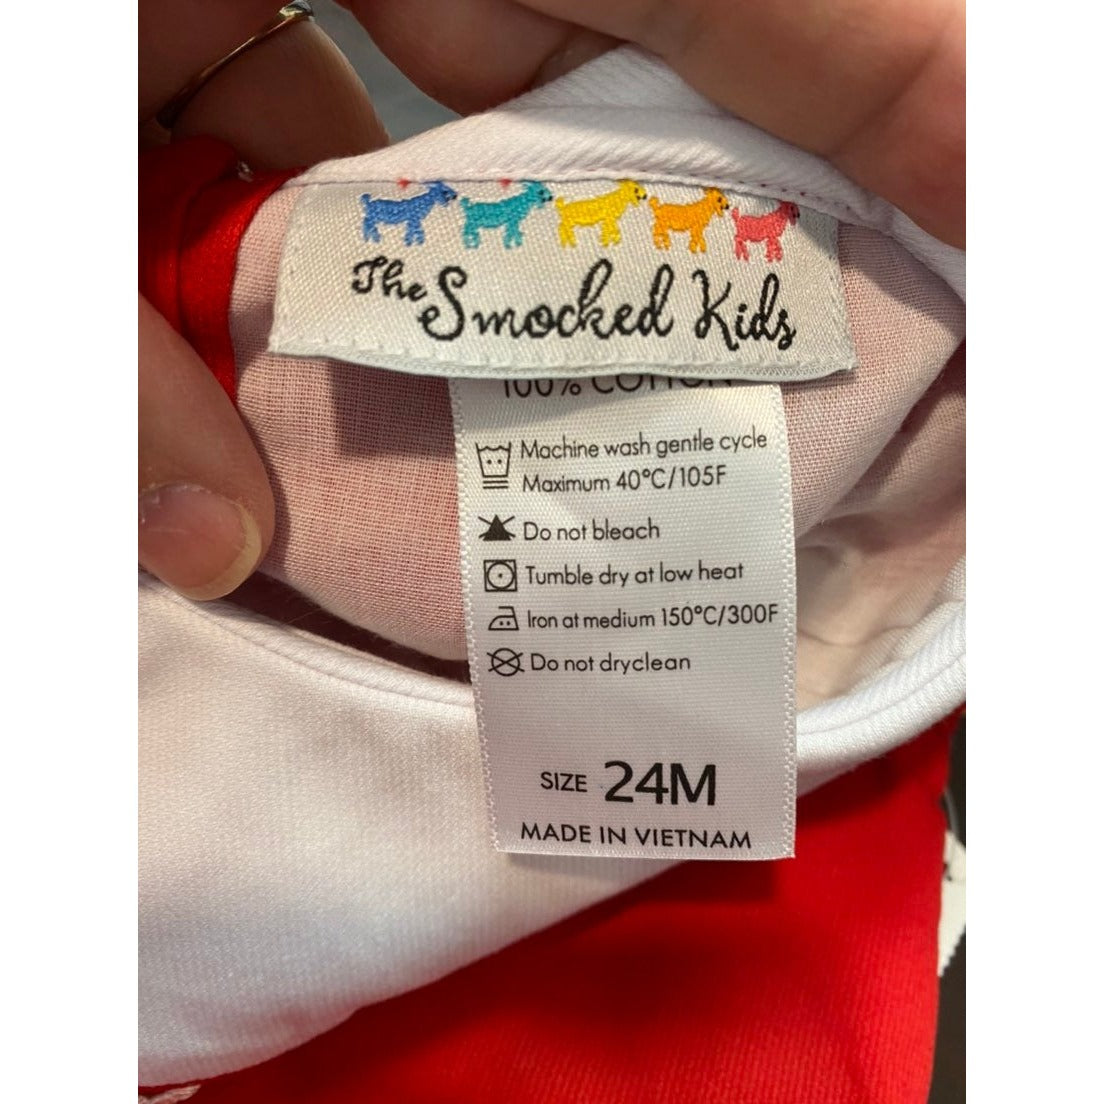 The Smocked Kids
100% COTTON
Machine wash gentle cycle
Maximum 40°C/105F
Do not bleach
Tumble dry at low heat
Iron at medium 150°C/300F
Do not dryclean
SIZE 24M
MADE IN VIETNAM